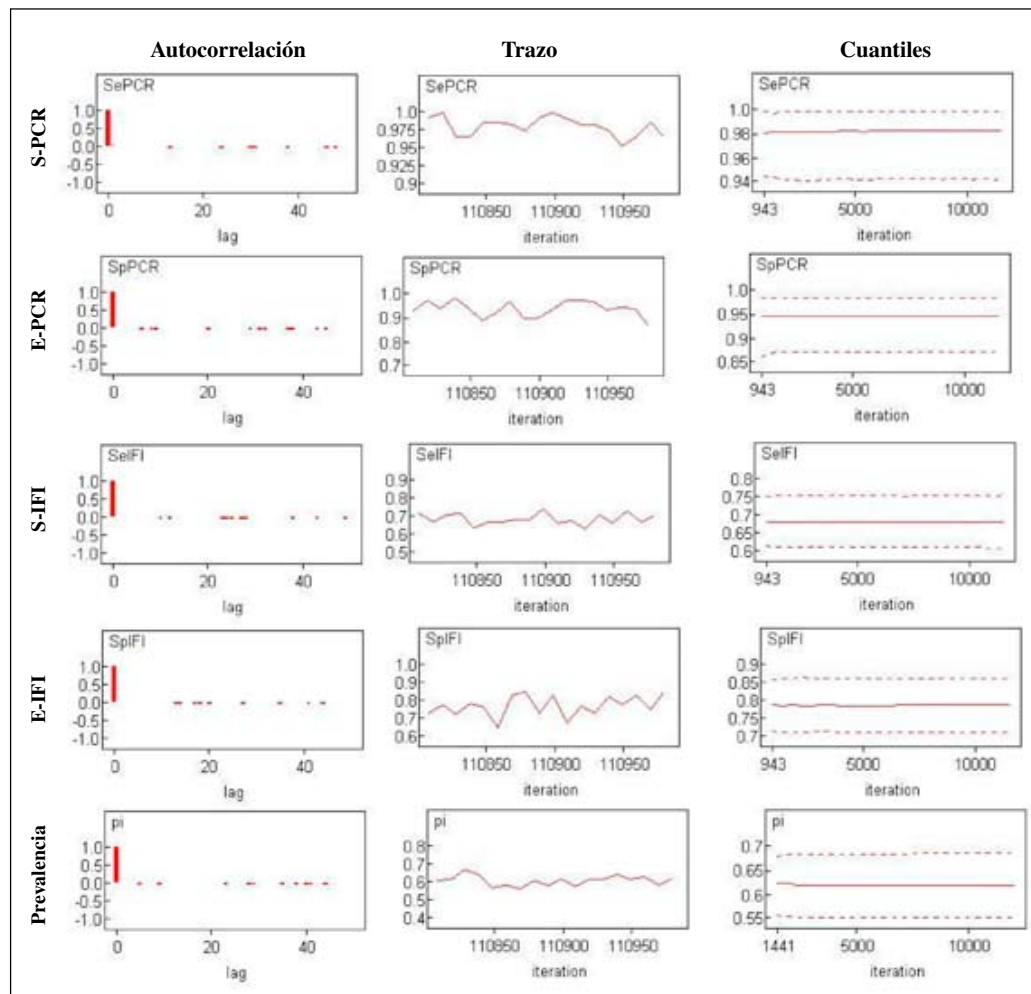 Autocorrelación Trazo Cuantiles
S-PCR
SePCR
1.0
0.5
0.0
-0.5
-1.0
0 20 40
lag
SePCR
1.0
0.975
0.95
0.925
0.9
110850 110900 110950
iteration
SePCR
1.0
0.98
0.96
0.94
943 5000 10000
iteration
E-PCR
SpPCR
1.0
0.5
0.0
-0.5
-1.0
0 20 40
lag
SpPCR
1.0
0.9
0.8
0.7
110850 110900 110950
iteration
SpPCR
1.0
0.95
0.9
0.85
943 5000 10000
iteration
S-IFI
SeIFI
1.0
0.5
0.0
-0.5
-1.0
0 20 40
lag
SeIFI
0.9
0.8
0.7
0.6
0.5
110850 110900 110950
iteration
SeIFI
0.8
0.75
0.7
0.65
0.6
943 5000 10000
iteration
E-IFI
SpIFI
1.0
0.5
0.0
-0.5
-1.0
0 20 40
lag
SpIFI
1.0
0.9
0.8
0.7
0.6
110850 110900 110950
iteration
SpIFI
0.9
0.85
0.8
0.75
0.7
943 5000 10000
iteration
Prevalencia
pi
1.0
0.5
0.0
-0.5
-1.0
0 20 40
lag
pi
0.8
0.7
0.6
0.5
0.4
110850 110900 110950
iteration
pi
0.7
0.65
0.6
0.55
1441 5000 10000
iteration